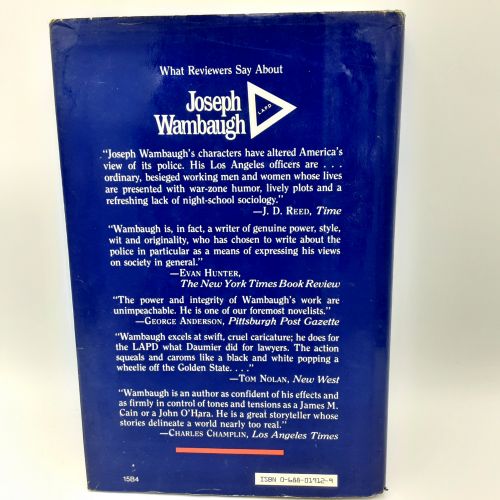 What Reviewers Say About
Joseph
Wambaugh
LAPD
"Joseph Wambaugh's characters have altered America's
view of its police. His Los Angeles officers are . . .
ordinary, besieged working men and women whose lives
are presented with war-zone humor, lively plots and a
refreshing lack of night-school sociology."
—J. D. REED, Time
"Wambaugh is, in fact, a writer of genuine power, style,
wit and originality, who has chosen to write about the
police in particular as a means of expressing his views
on society in general."
—EVAN HUNTER,
The New York Times Book Review
"The power and integrity of Wambaugh's work are
unimpeachable. He is one of our foremost novelists."
—GEORGE ANDERSON, Pittsburgh Post Gazette
"Wambaugh excels at swift, cruel caricature; he does for
the LAPD what Daumier did for lawyers. The action
squeals and caroms like a black and white popping a
wheelie off the Golden State. . . ."
—TOM NOLAN, New West
"Wambaugh is an author as confident of his effects and
as firmly in control of tones and tensions as a James M.
Cain or a John O'Hara. He is a great storyteller whose
stories delineate a world nearly too real."
—CHARLES CHAMPLIN, Los Angeles Times
1584
ISBN 0-688-01912-9